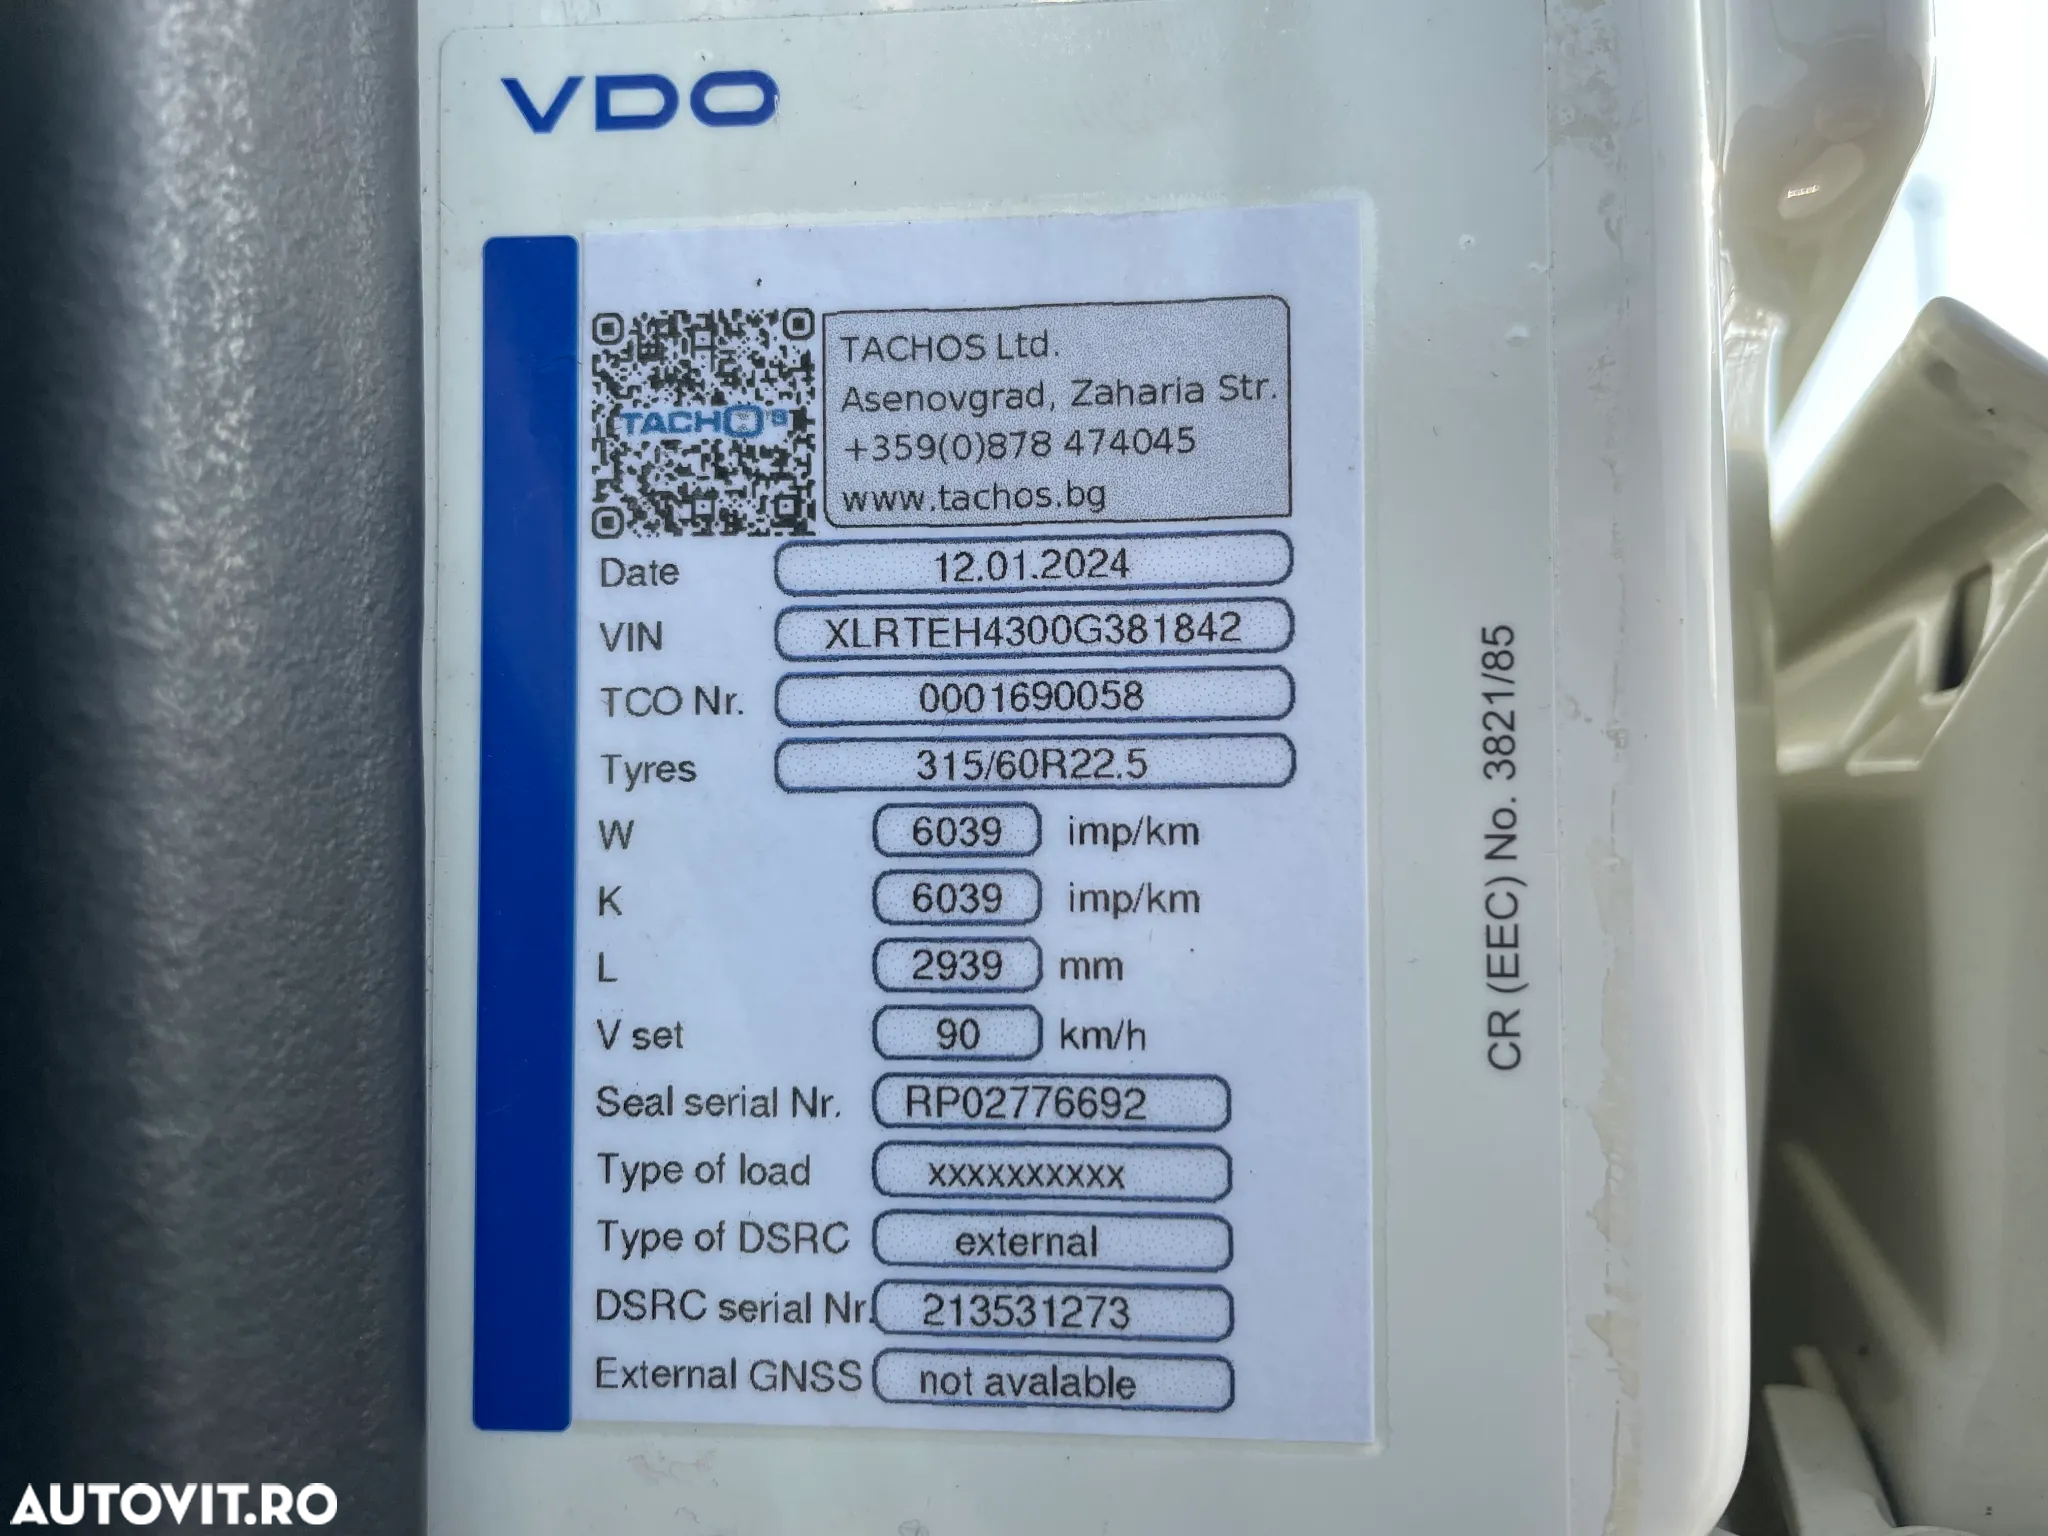 VDO
TACHO's
TACHOS Ltd.
Asenovgrad, Zaharia Str.
+359(0)878 474045
www.tachos.bg
Date 12.01.2024
VIN XLRTEH4300G381842
TCO Nr. 0001690058
Tyres 315/60R22.5
W 6039 imp/km
K 6039 imp/km
L 2939 mm
V set 90 km/h
Seal serial Nr. RP02776692
Type of load xxxxxxxxxx
Type of DSRC external
DSRC serial Nr. 213531273
External GNSS not avalable
CR (EEC) No. 3821/85
AUTOVIT.RO